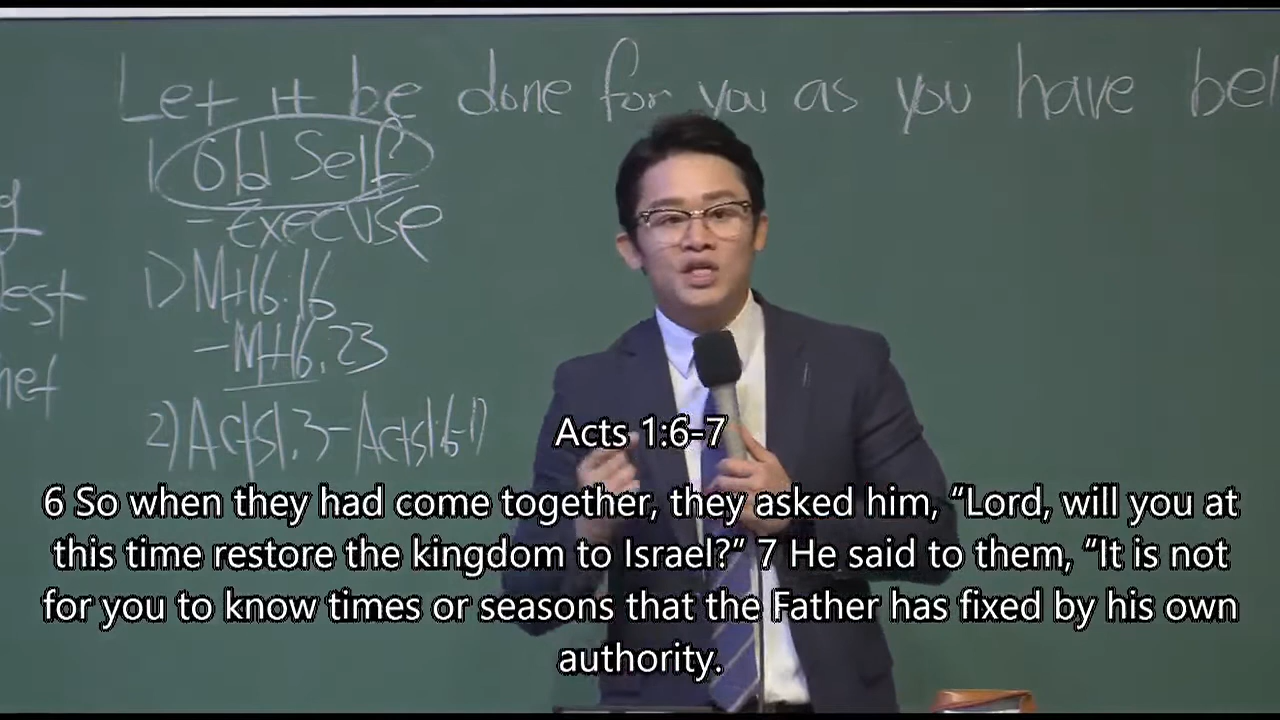 Let it be done for you as you have bel
1 Old Self?
- Execuse
1) Mt16:16
- Mt16:23
2) Acts1:3 - Acts1:6-7
est
Acts 1:6-7
6 So when they had come together, they asked him, “Lord, will you at
this time restore the kingdom to Israel?” 7 He said to them, “It is not
for you to know times or seasons that the Father has fixed by his own
authority.